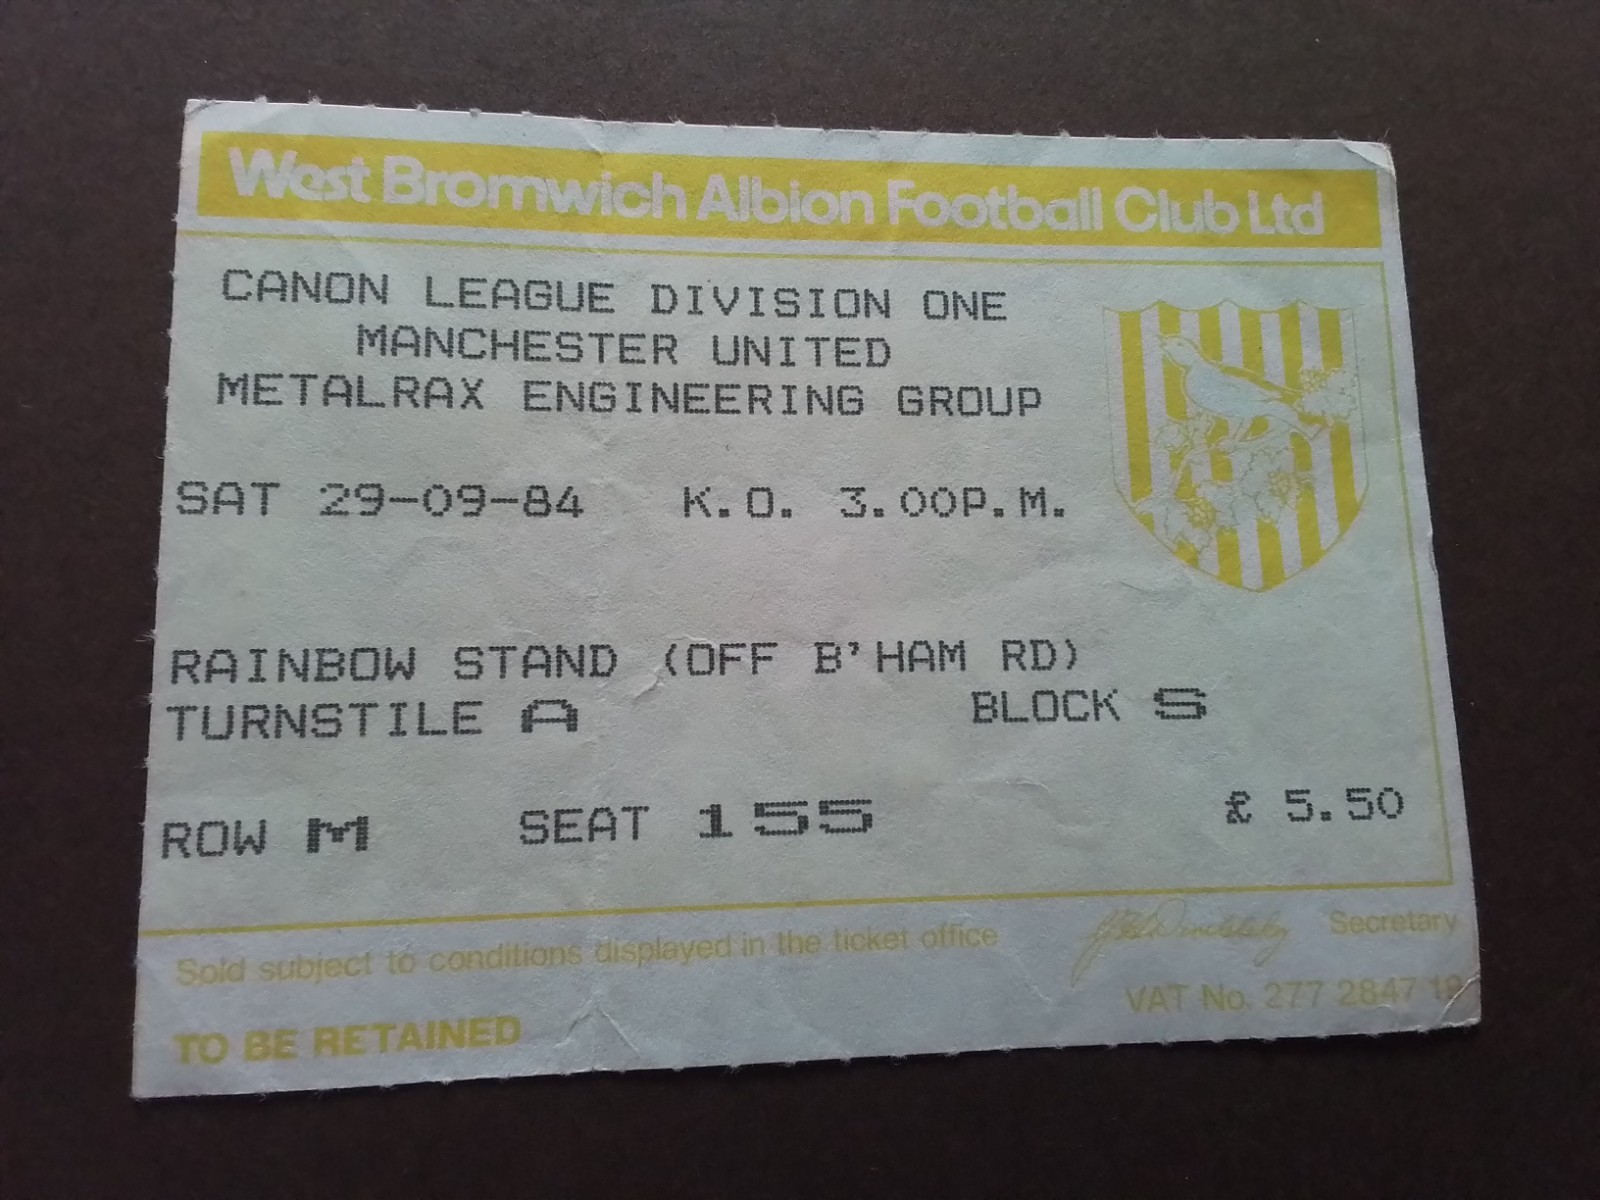 West Bromwich Albion Football Club Ltd
CANON LEAGUE DIVISION ONE
MANCHESTER UNITED
METALRAX ENGINEERING GROUP
SAT 29-09-84 K.O. 3.00P.M.
RAINBOW STAND (OFF B'HAM RD)
TURNSTILE A BLOCK S
ROW M SEAT 155 £ 5.50
Sold subject to conditions displayed in the ticket office
Secretary
VAT No. 277 2847 19
TO BE RETAINED